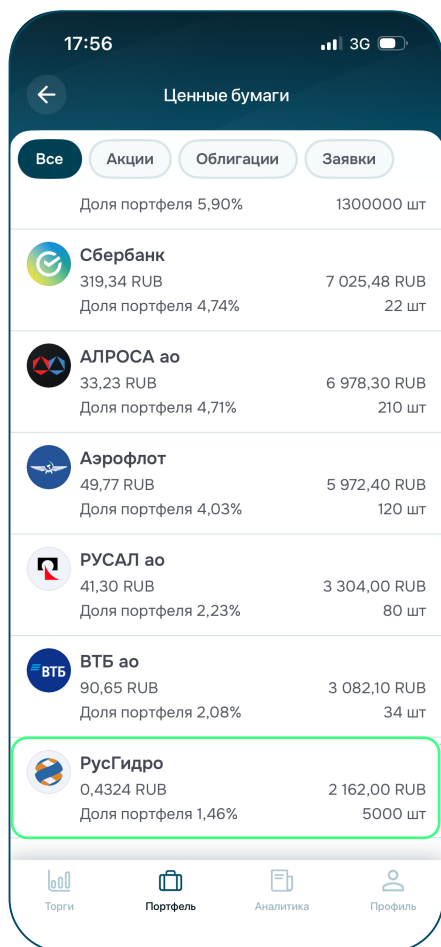 17:56 3G
Ценные бумаги
Все Акции Облигации Заявки
Доля портфеля 5,90% 1300000 шт
Сбербанк
319,34 RUB 7 025,48 RUB
Доля портфеля 4,74% 22 шт
АЛРОСА ао
33,23 RUB 6 978,30 RUB
Доля портфеля 4,71% 210 шт
Аэрофлот
49,77 RUB 5 972,40 RUB
Доля портфеля 4,03% 120 шт
РУСАЛ ао
41,30 RUB 3 304,00 RUB
Доля портфеля 2,23% 80 шт
ВТБ ао
ВТБ
90,65 RUB 3 082,10 RUB
Доля портфеля 2,08% 34 шт
РусГидро
0,4324 RUB 2 162,00 RUB
Доля портфеля 1,46% 5000 шт
Торги Портфель Аналитика Профиль